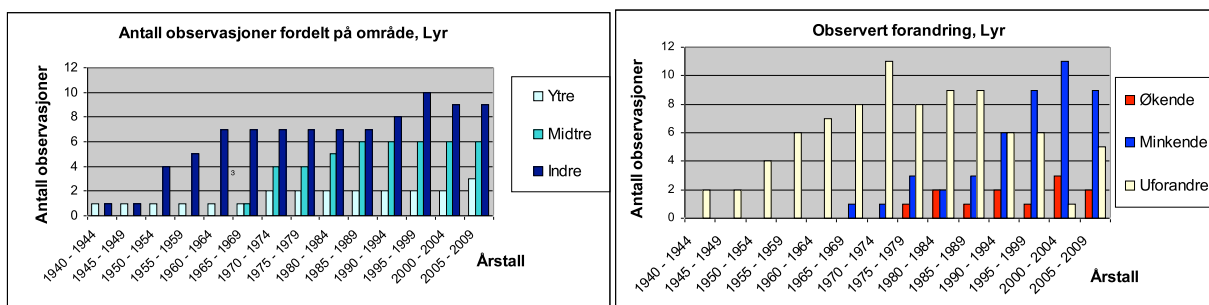 Antall observasjoner fordelt på område, Lyr
Antall observasjoner
12
10
8
6
4
2
0
3
1940 - 1944
1945 - 1949
1950 - 1954
1955 - 1959
1960 - 1964
1965 - 1969
1970 - 1974
1975 - 1979
1980 - 1984
1985 - 1989
1990 - 1994
1995 - 1999
2000 - 2004
2005 - 2009
Årstall
Ytre
Midtre
Indre
Observert forandring, Lyr
Antall observasjoner
12
10
8
6
4
2
0
1940 - 1944
1945 - 1949
1950 - 1954
1955 - 1959
1960 - 1964
1965 - 1969
1970 - 1974
1975 - 1979
1980 - 1984
1985 - 1989
1990 - 1994
1995 - 1999
2000 - 2004
2005 - 2009
Årstall
Økende
Minkende
Uforandre